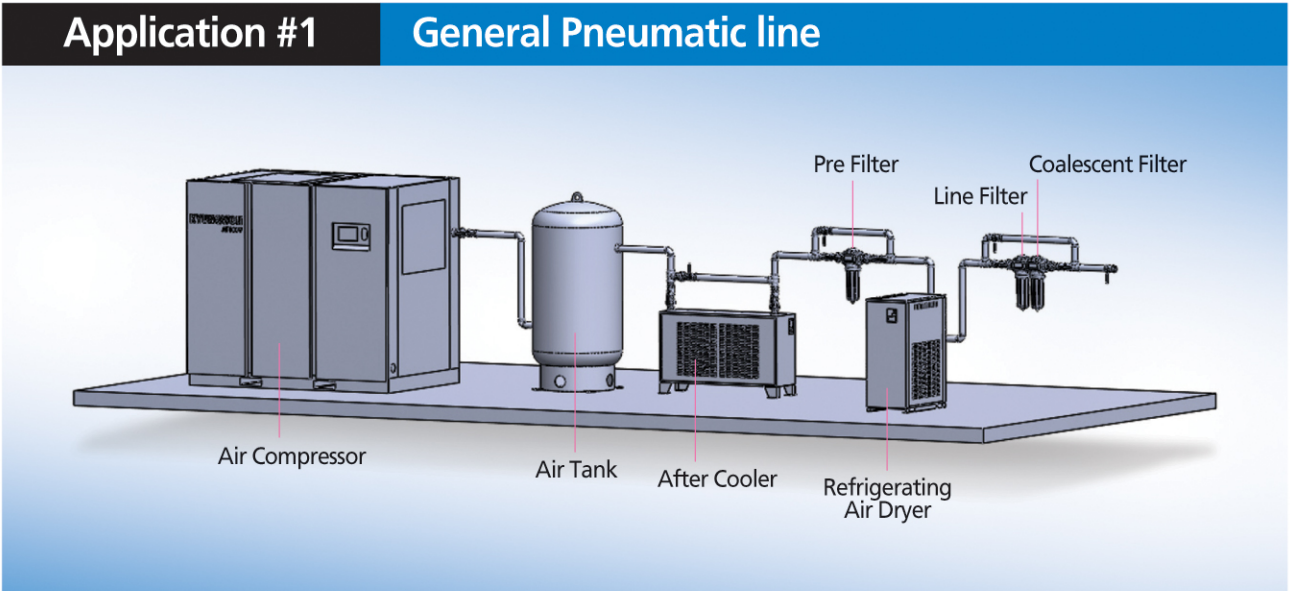 Application #1
General Pneumatic line
Pre Filter
Coalescent Filter
Line Filter
Air Compressor
Air Tank
After Cooler
Refrigerating
Air Dryer